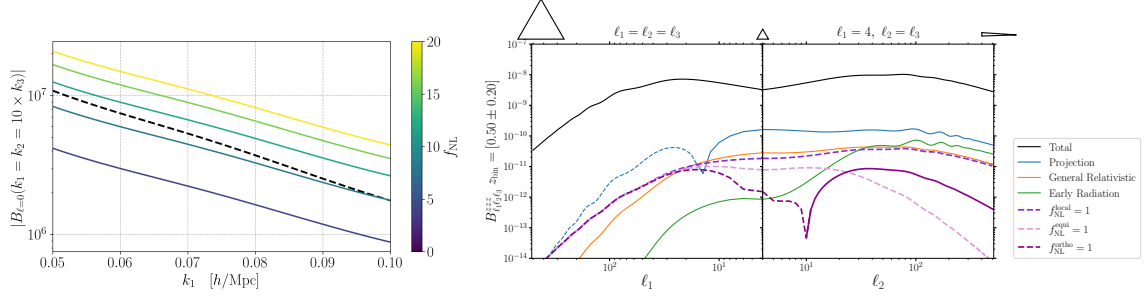 |B_{ℓ=0}(k_1 = k_2 = 10 × k_3)|
10^7
10^6
0.05 0.06 0.07 0.08 0.09 0.10
k_1 [h/Mpc]
20
15
10
5
0
f_NL
ℓ_1 = ℓ_2 = ℓ_3
ℓ_1 = 4, ℓ_2 = ℓ_3
B^{zzz}_{ℓ_1ℓ_2ℓ_3} z_bin = [0.50 ± 0.20]
10^{-7}
10^{-8}
10^{-9}
10^{-10}
10^{-11}
10^{-12}
10^{-13}
10^{-14}
10^2 10^1 10^1 10^2
ℓ_1 ℓ_2
Total
Projection
General Relativistic
Early Radiation
f_NL^local = 1
f_NL^equi = 1
f_NL^ortho = 1